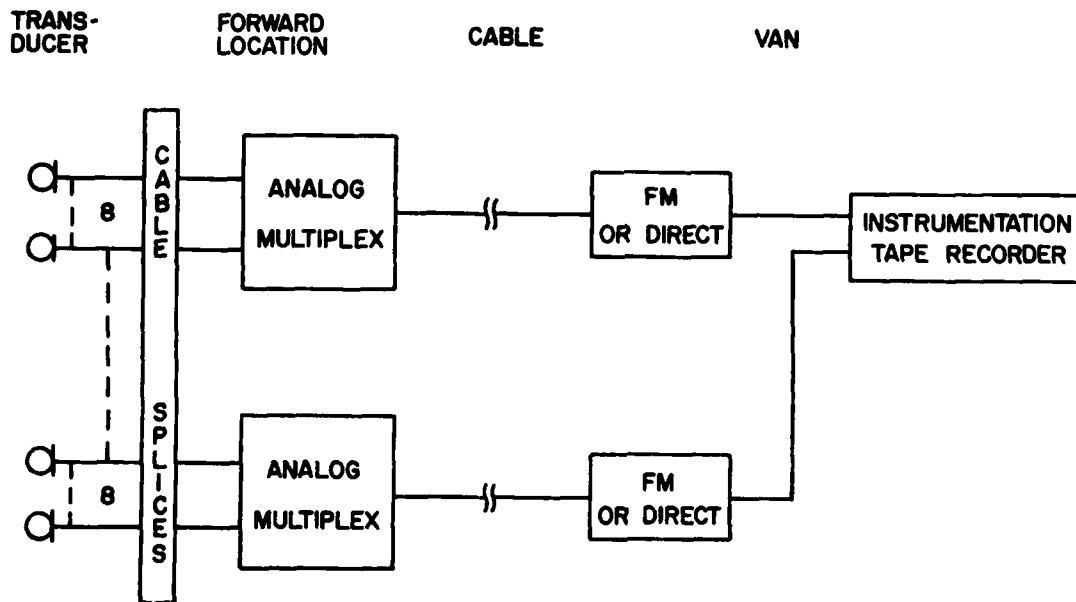 TRANS-
DUCER
FORWARD
LOCATION
CABLE
VAN
CABLE SPLICES
8
ANALOG
MULTIPLEX
FM
OR DIRECT
INSTRUMENTATION
TAPE RECORDER
8
ANALOG
MULTIPLEX
FM
OR DIRECT